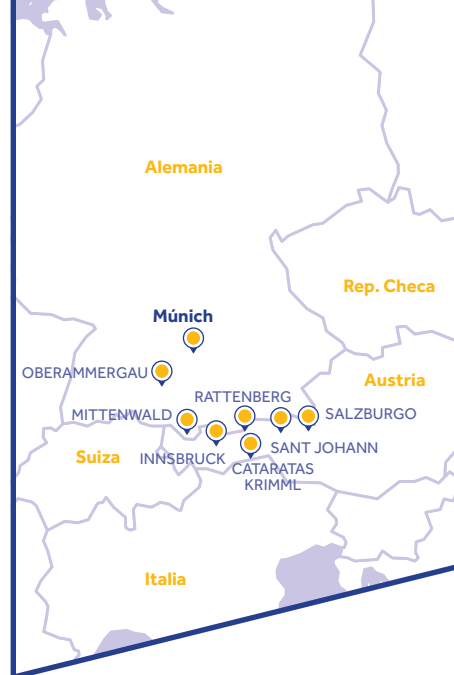 Alemania
Rep. Checa
Múnich
OBERAMMERGAU
Austria
RATTENBERG
MITTENWALD
SALZBURGO
SANT JOHANN
Suiza
INNSBRUCK
CATARATAS
KRIMML
Italia